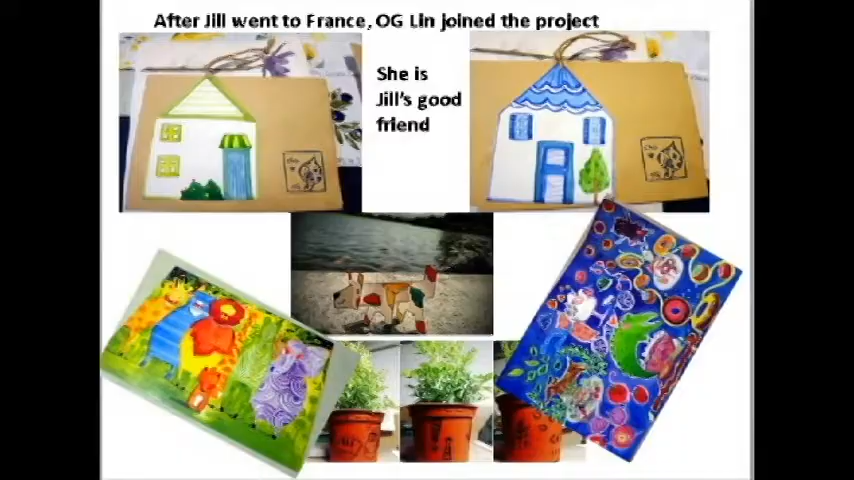 After Jill went to France, OG Lin joined the project
She is
Jill's good
friend